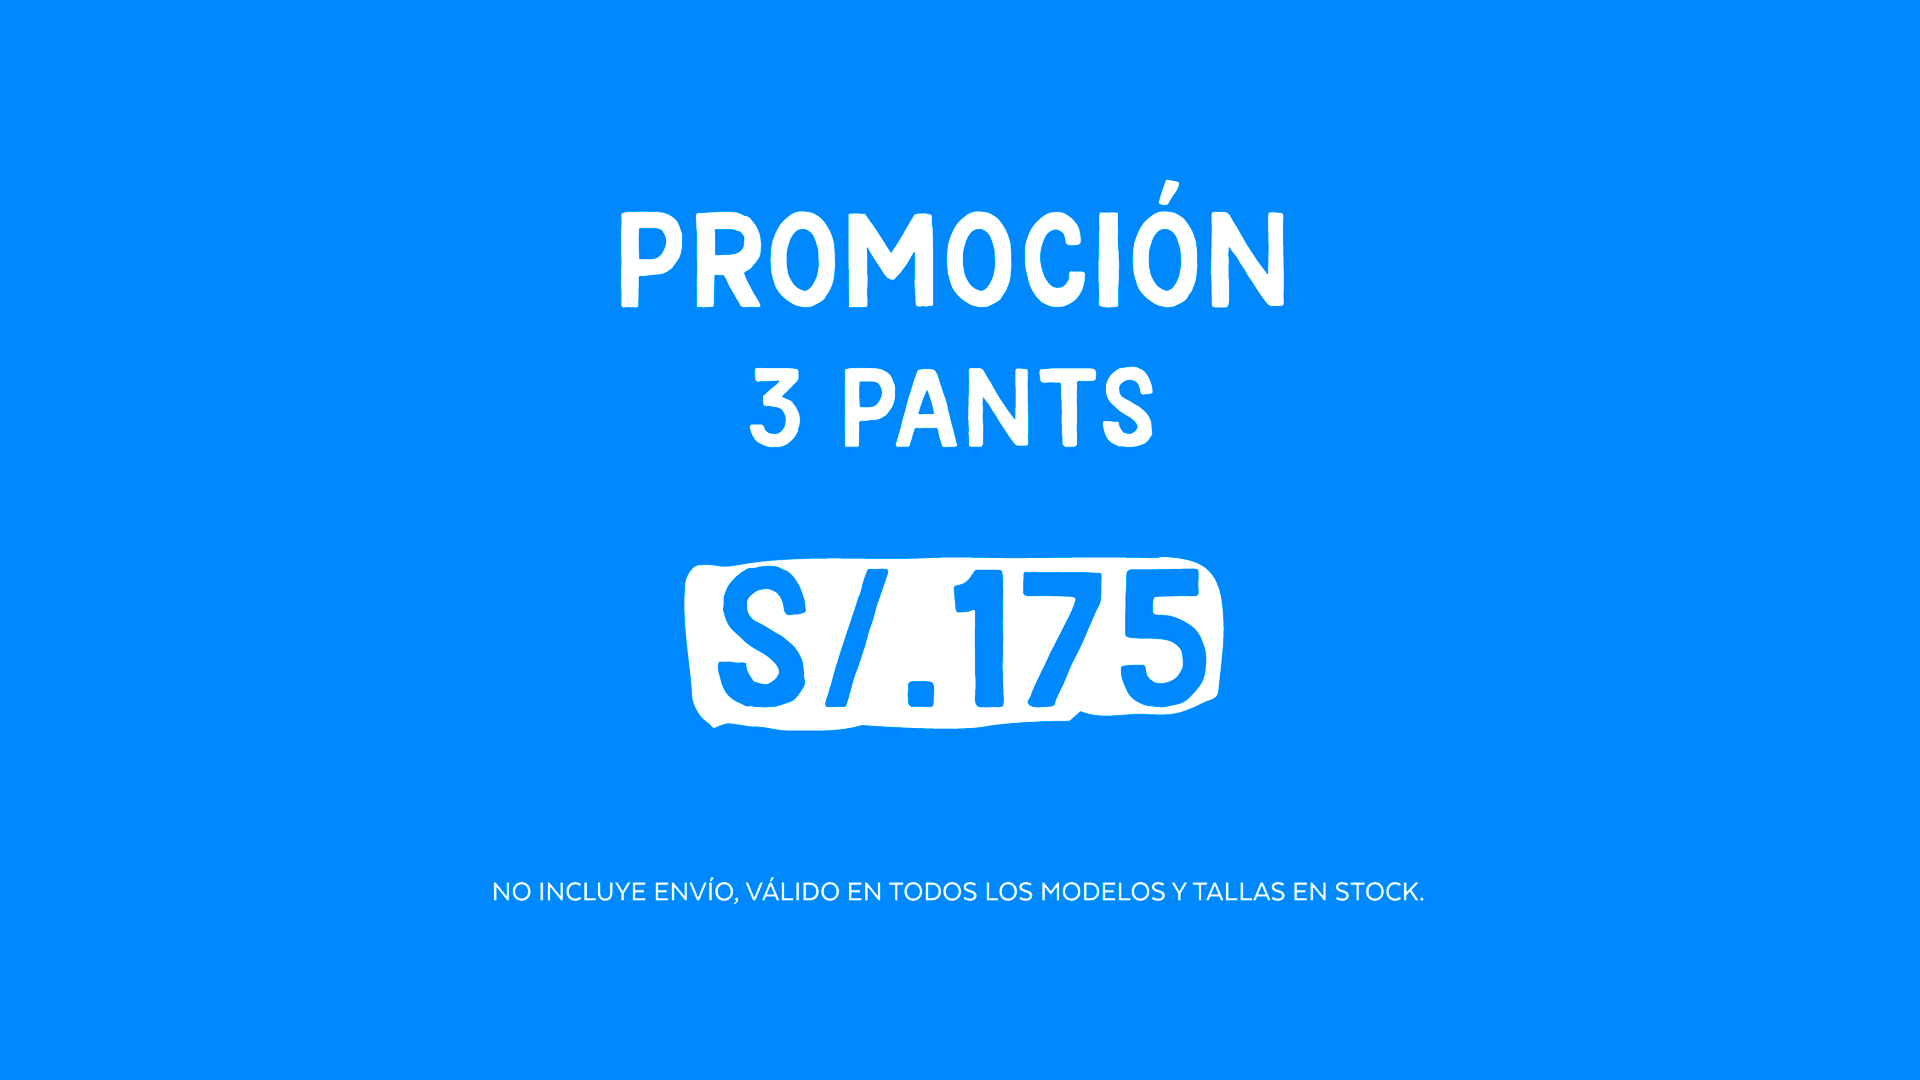 PROMOCIÓN
3 PANTS
S/.175
NO INCLUYE ENVÍO, VÁLIDO EN TODOS LOS MODELOS Y TALLAS EN STOCK.